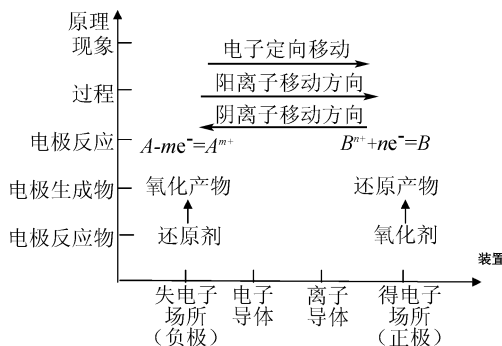 原理
现象
电子定向移动
过程
阳离子移动方向
阴离子移动方向
电极反应
A-me⁻=Aᵐ⁺
Bⁿ⁺+ne⁻=B
电极生成物
氧化产物
还原产物
电极反应物
还原剂
氧化剂
装置
失电子
场所
（负极）
电子
导体
离子
导体
得电子
场所
（正极）